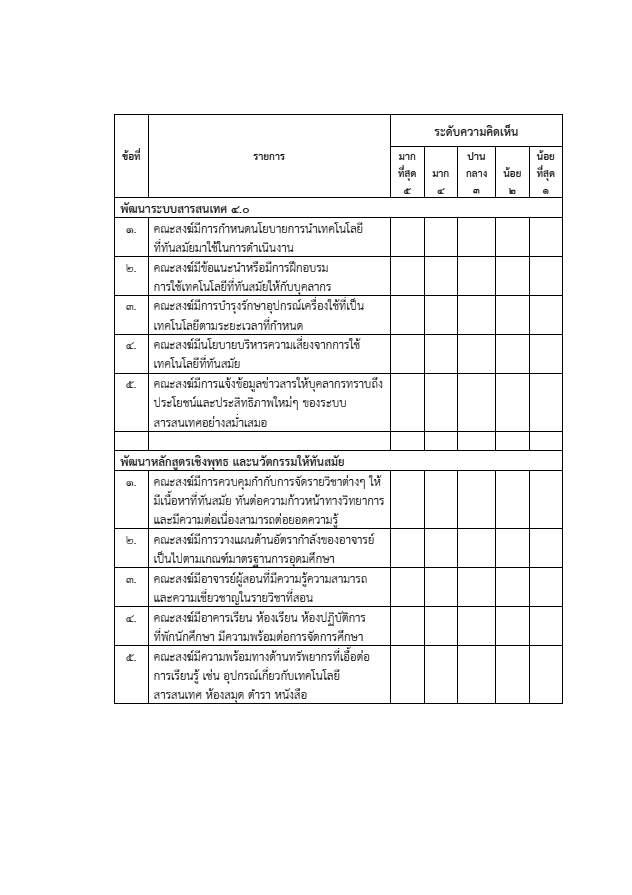 ข้อที่ รายการ ระดับความคิดเห็น
มาก ปาน น้อย
ที่สุด มาก กลาง น้อย ที่สุด
๕ ๔ ๓ ๒ ๑
พัฒนาระบบสารสนเทศ ๔.๐
๑. คณะสงฆ์มีการกำหนดนโยบายการนำเทคโนโลยี
ที่ทันสมัยมาใช้ในการดำเนินงาน
๒. คณะสงฆ์มีข้อแนะนำหรือมีการฝึกอบรม
การใช้เทคโนโลยีที่ทันสมัยให้กับบุคลากร
๓. คณะสงฆ์มีการบำรุงรักษาอุปกรณ์เครื่องใช้ที่เป็น
เทคโนโลยีตามระยะเวลาที่กำหนด
๔. คณะสงฆ์มีนโยบายบริหารความเสี่ยงจากการใช้
เทคโนโลยีที่ทันสมัย
๕. คณะสงฆ์มีการแจ้งข้อมูลข่าวสารให้บุคลากรทราบถึง
ประโยชน์และประสิทธิภาพใหม่ๆ ของระบบ
สารสนเทศอย่างสม่ำเสมอ
พัฒนาหลักสูตรเชิงพุทธ และนวัตกรรมให้ทันสมัย
๑. คณะสงฆ์มีการควบคุมกำกับการจัดรายวิชาต่างๆ ให้
มีเนื้อหาที่ทันสมัย ทันต่อความก้าวหน้าทางวิทยาการ
และมีความต่อเนื่องสามารถต่อยอดความรู้
๒. คณะสงฆ์มีการวางแผนด้านอัตรากำลังของอาจารย์
เป็นไปตามเกณฑ์มาตรฐานการอุดมศึกษา
๓. คณะสงฆ์มีอาจารย์ผู้สอนที่มีความรู้ความสามารถ
และความเชี่ยวชาญในรายวิชาที่สอน
๔. คณะสงฆ์มีอาคารเรียน ห้องเรียน ห้องปฏิบัติการ
ที่พักนักศึกษา มีความพร้อมต่อการจัดการศึกษา
๕. คณะสงฆ์มีความพร้อมทางด้านทรัพยากรที่เอื้อต่อ
การเรียนรู้ เช่น อุปกรณ์เกี่ยวกับเทคโนโลยี
สารสนเทศ ห้องสมุด ตำรา หนังสือ